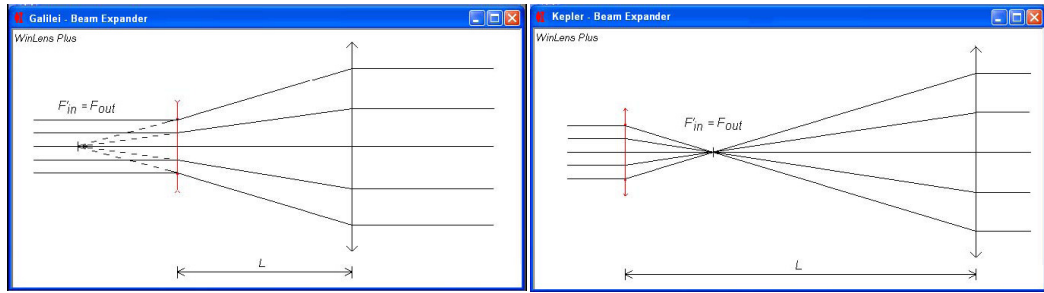 Galilei - Beam Expander
WinLens Plus
F'in = Fout
L
Kepler - Beam Expander
WinLens Plus
F'in = Fout
L